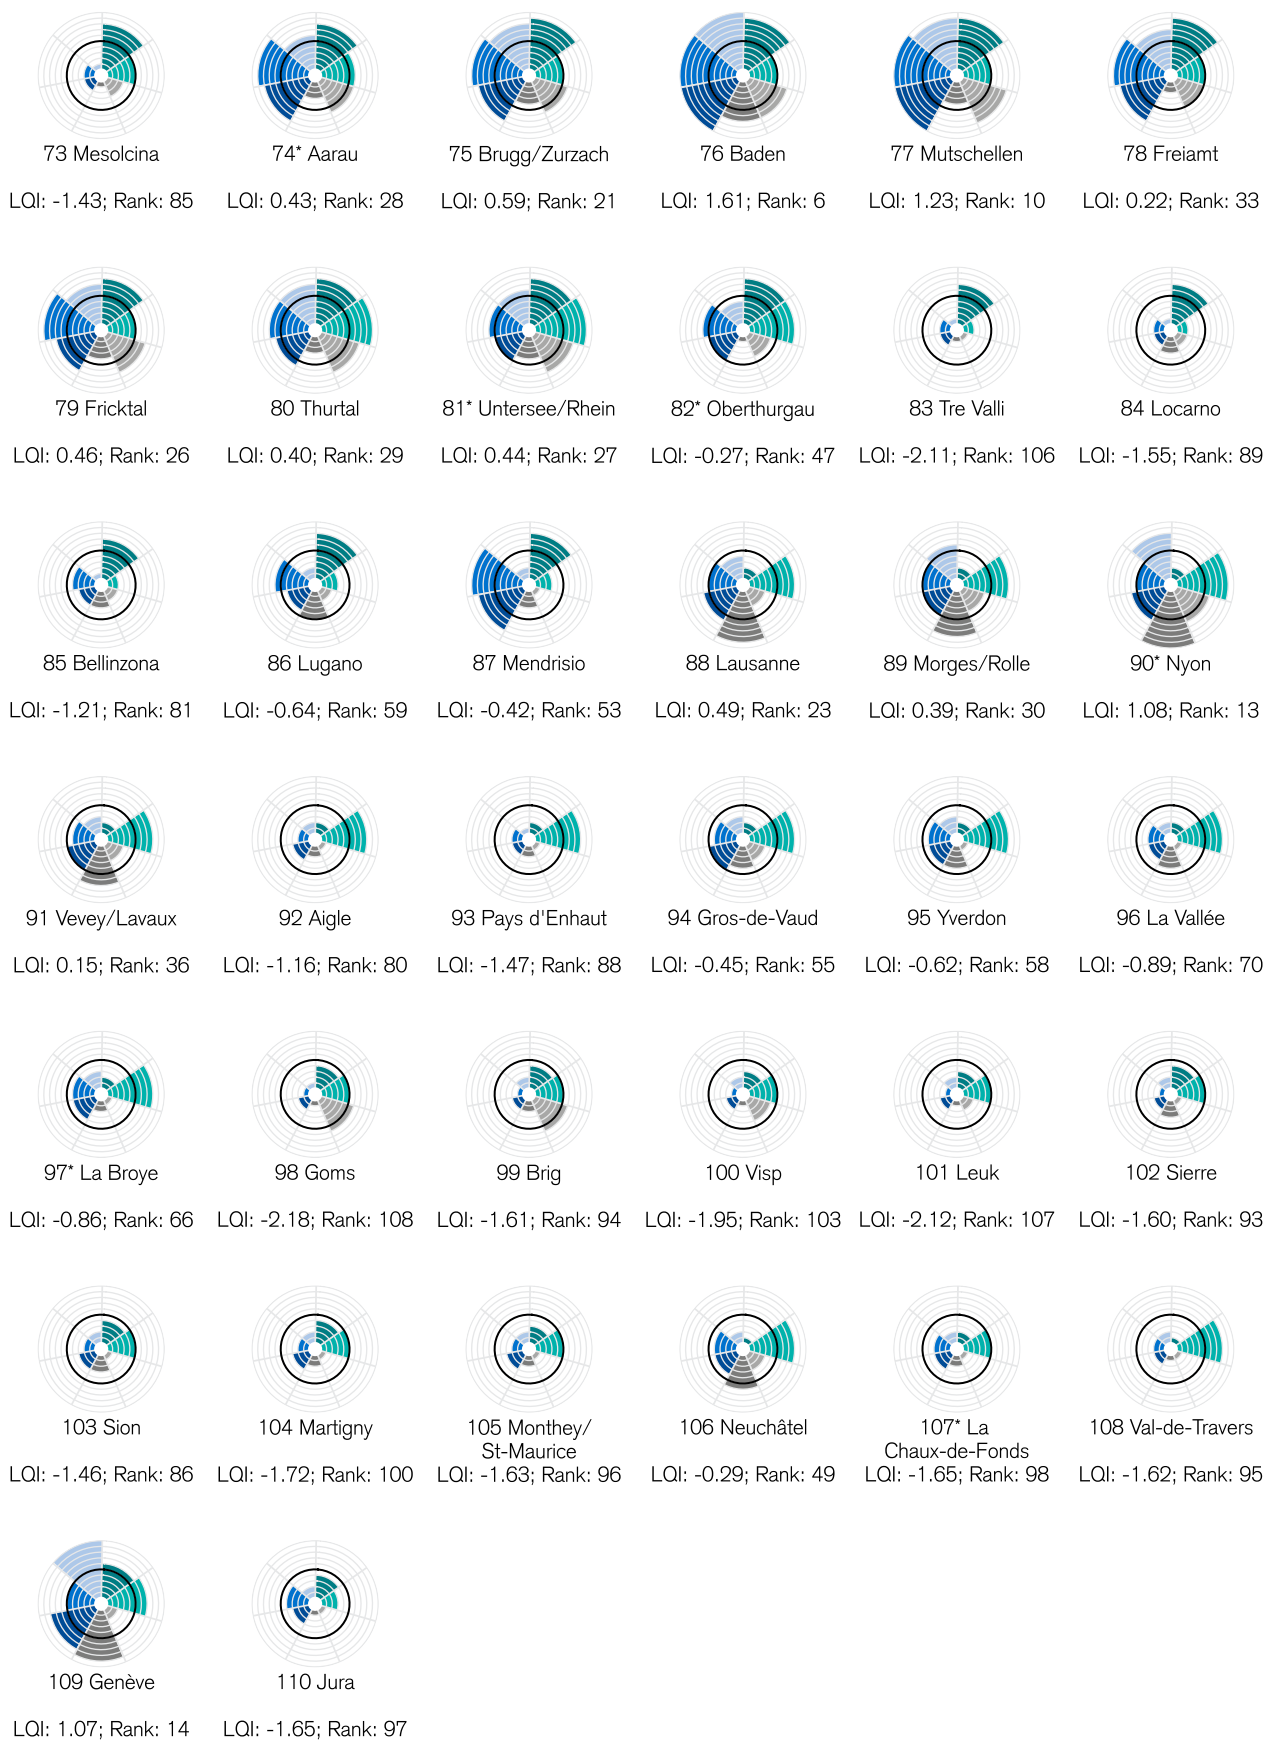 73 Mesolcina
LQI: -1.43; Rank: 85
74* Aarau
LQI: 0.43; Rank: 28
75 Brugg/Zurzach
LQI: 0.59; Rank: 21
76 Baden
LQI: 1.61; Rank: 6
77 Mutschellen
LQI: 1.23; Rank: 10
78 Freiamt
LQI: 0.22; Rank: 33
79 Fricktal
LQI: 0.46; Rank: 26
80 Thurtal
LQI: 0.40; Rank: 29
81* Untersee/Rhein
LQI: 0.44; Rank: 27
82* Oberthurgau
LQI: -0.27; Rank: 47
83 Tre Valli
LQI: -2.11; Rank: 106
84 Locarno
LQI: -1.55; Rank: 89
85 Bellinzona
LQI: -1.21; Rank: 81
86 Lugano
LQI: -0.64; Rank: 59
87 Mendrisio
LQI: -0.42; Rank: 53
88 Lausanne
LQI: 0.49; Rank: 23
89 Morges/Rolle
LQI: 0.39; Rank: 30
90* Nyon
LQI: 1.08; Rank: 13
91 Vevey/Lavaux
LQI: 0.15; Rank: 36
92 Aigle
LQI: -1.16; Rank: 80
93 Pays d'Enhaut
LQI: -1.47; Rank: 88
94 Gros-de-Vaud
LQI: -0.45; Rank: 55
95 Yverdon
LQI: -0.62; Rank: 58
96 La Vallée
LQI: -0.89; Rank: 70
97* La Broye
LQI: -0.86; Rank: 66
98 Goms
LQI: -2.18; Rank: 108
99 Brig
LQI: -1.61; Rank: 94
100 Visp
LQI: -1.95; Rank: 103
101 Leuk
LQI: -2.12; Rank: 107
102 Sierre
LQI: -1.60; Rank: 93
103 Sion
LQI: -1.46; Rank: 86
104 Martigny
LQI: -1.72; Rank: 100
105 Monthey/
St-Maurice
LQI: -1.63; Rank: 96
106 Neuchâtel
LQI: -0.29; Rank: 49
107* La
Chaux-de-Fonds
LQI: -1.65; Rank: 98
108 Val-de-Travers
LQI: -1.62; Rank: 95
109 Genève
LQI: 1.07; Rank: 14
110 Jura
LQI: -1.65; Rank: 97